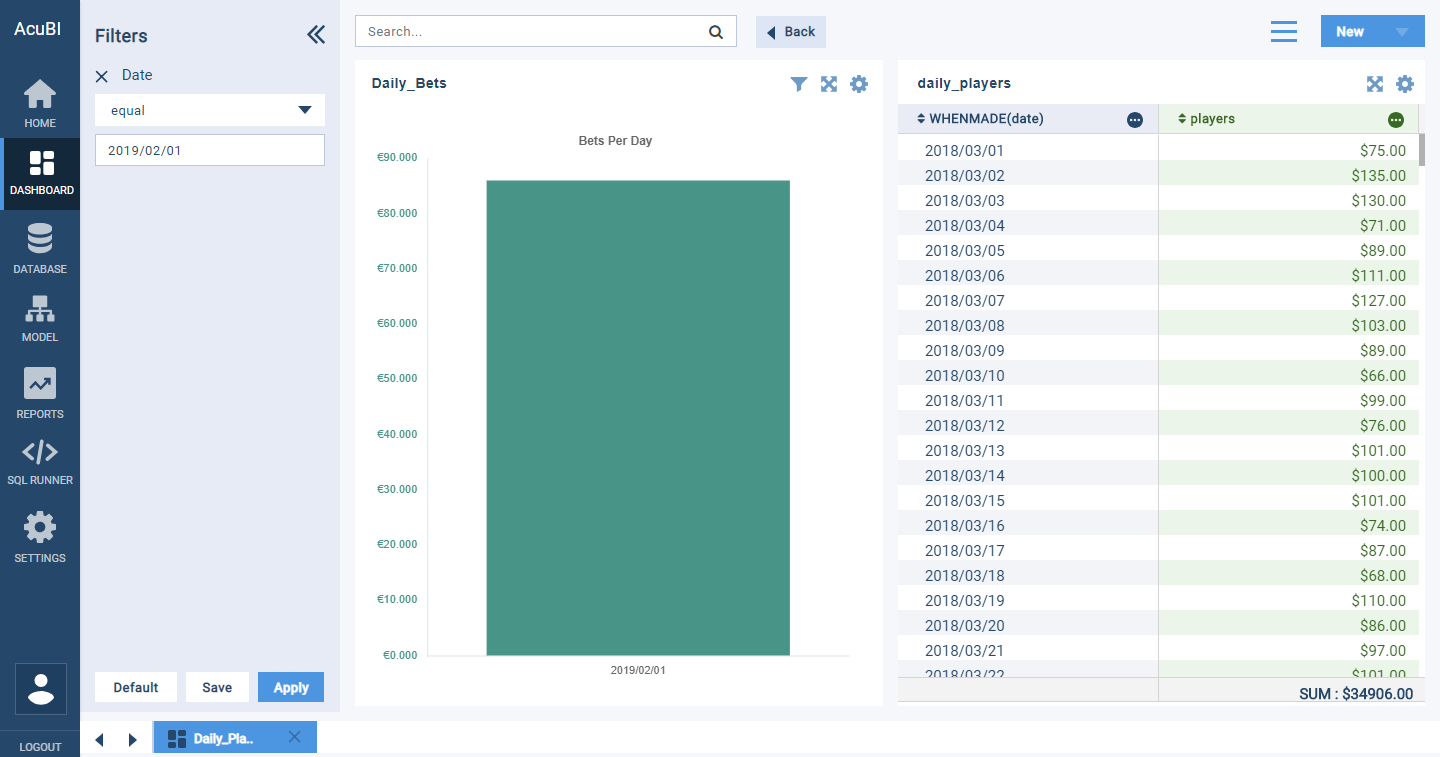 AcuBI
HOME
DASHBOARD
DATABASE
MODEL
REPORTS
SQL RUNNER
SETTINGS
LOGOUT
Filters
Date
equal
2019/02/01
Default Save Apply
Search... Back New
Daily_Bets
Bets Per Day
€90.000
€80.000
€70.000
€60.000
€50.000
€40.000
€30.000
€20.000
€10.000
€0.000
2019/02/01
daily_players
WHENMADE(date) players
2018/03/01 $75.00
2018/03/02 $135.00
2018/03/03 $130.00
2018/03/04 $71.00
2018/03/05 $89.00
2018/03/06 $111.00
2018/03/07 $127.00
2018/03/08 $103.00
2018/03/09 $89.00
2018/03/10 $66.00
2018/03/11 $99.00
2018/03/12 $76.00
2018/03/13 $101.00
2018/03/14 $100.00
2018/03/15 $101.00
2018/03/16 $74.00
2018/03/17 $87.00
2018/03/18 $68.00
2018/03/19 $110.00
2018/03/20 $86.00
2018/03/21 $97.00
2018/03/22 $101.00
SUM : $34906.00
Daily_Pla..